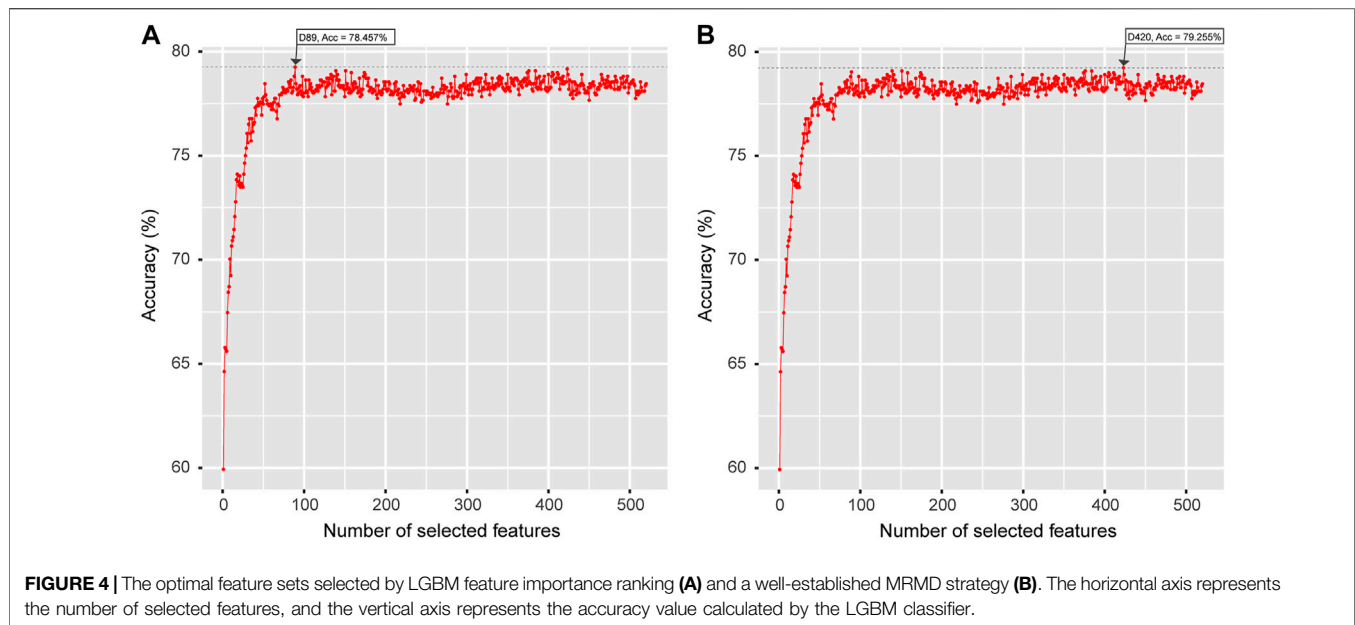 A
D89, Acc = 78.457%
80
75
70
65
60
Accuracy (%)
0 100 200 300 400 500
Number of selected features
B
D420, Acc = 79.255%
80
75
70
65
60
Accuracy (%)
0 100 200 300 400 500
Number of selected features
FIGURE 4 | The optimal feature sets selected by LGBM feature importance ranking (A) and a well-established MRMD strategy (B). The horizontal axis represents
the number of selected features, and the vertical axis represents the accuracy value calculated by the LGBM classifier.